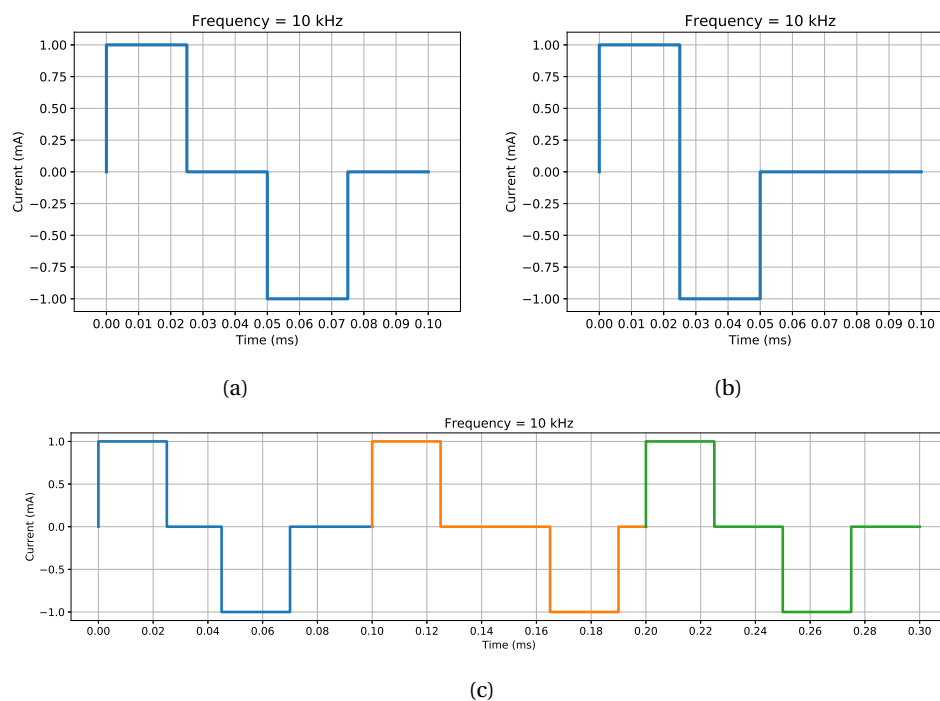 Frequency = 10 kHz
1.00
0.75
0.50
0.25
0.00
−0.25
−0.50
−0.75
−1.00
Current (mA)
0.00 0.01 0.02 0.03 0.04 0.05 0.06 0.07 0.08 0.09 0.10
Time (ms)
(a)
Frequency = 10 kHz
1.00
0.75
0.50
0.25
0.00
−0.25
−0.50
−0.75
−1.00
Current (mA)
0.00 0.01 0.02 0.03 0.04 0.05 0.06 0.07 0.08 0.09 0.10
Time (ms)
(b)
Frequency = 10 kHz
1.0
0.5
0.0
−0.5
−1.0
Current (mA)
0.00 0.02 0.04 0.06 0.08 0.10 0.12 0.14 0.16 0.18 0.20 0.22 0.24 0.26 0.28 0.30
Time (ms)
(c)